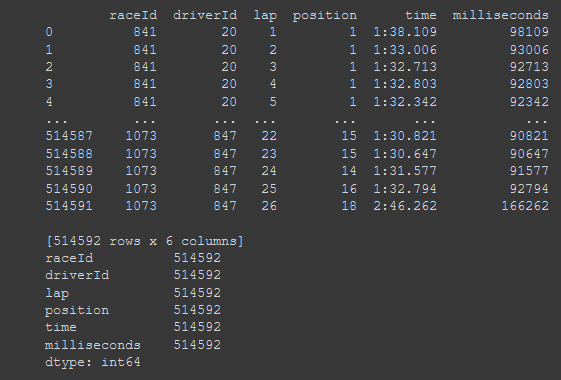 raceId driverId lap position time milliseconds
0 841 20 1 1 1:38.109 98109
1 841 20 2 1 1:33.006 93006
2 841 20 3 1 1:32.713 92713
3 841 20 4 1 1:32.803 92803
4 841 20 5 1 1:32.342 92342
... ... ... ... ... ... ...
514587 1073 847 22 15 1:30.821 90821
514588 1073 847 23 15 1:30.647 90647
514589 1073 847 24 14 1:31.577 91577
514590 1073 847 25 16 1:32.794 92794
514591 1073 847 26 18 2:46.262 166262
[514592 rows x 6 columns]
raceId 514592
driverId 514592
lap 514592
position 514592
time 514592
milliseconds 514592
dtype: int64